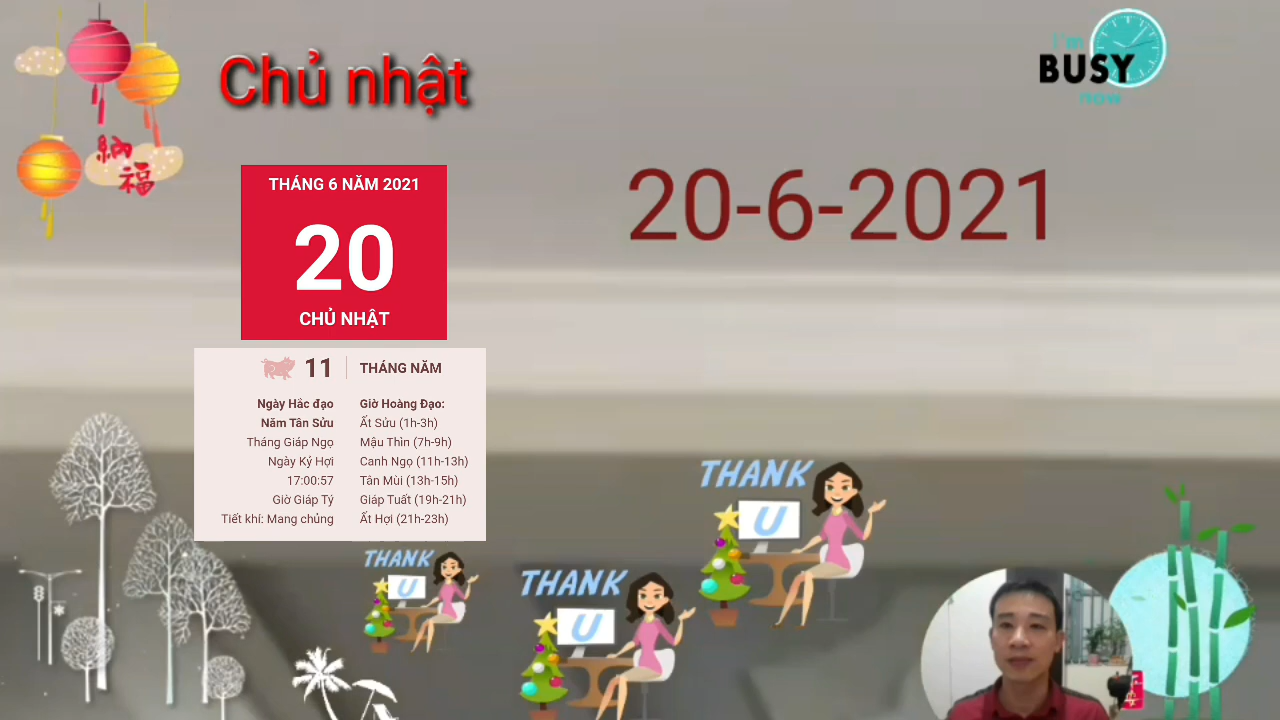 Chủ nhật
i'm
BUSY
now
納
福
20-6-2021
THÁNG 6 NĂM 2021
20
CHỦ NHẬT
11 THÁNG NĂM
Ngày Hắc đạo
Năm Tân Sửu
Tháng Giáp Ngọ
Ngày Kỷ Hợi
17:00:57
Giờ Giáp Tý
Tiết khí: Mang chủng
Giờ Hoàng Đạo:
Ất Sửu (1h-3h)
Mậu Thìn (7h-9h)
Canh Ngọ (11h-13h)
Tân Mùi (13h-15h)
Giáp Tuất (19h-21h)
Ất Hợi (21h-23h)
THANK
U
THANK
U
THANK
U